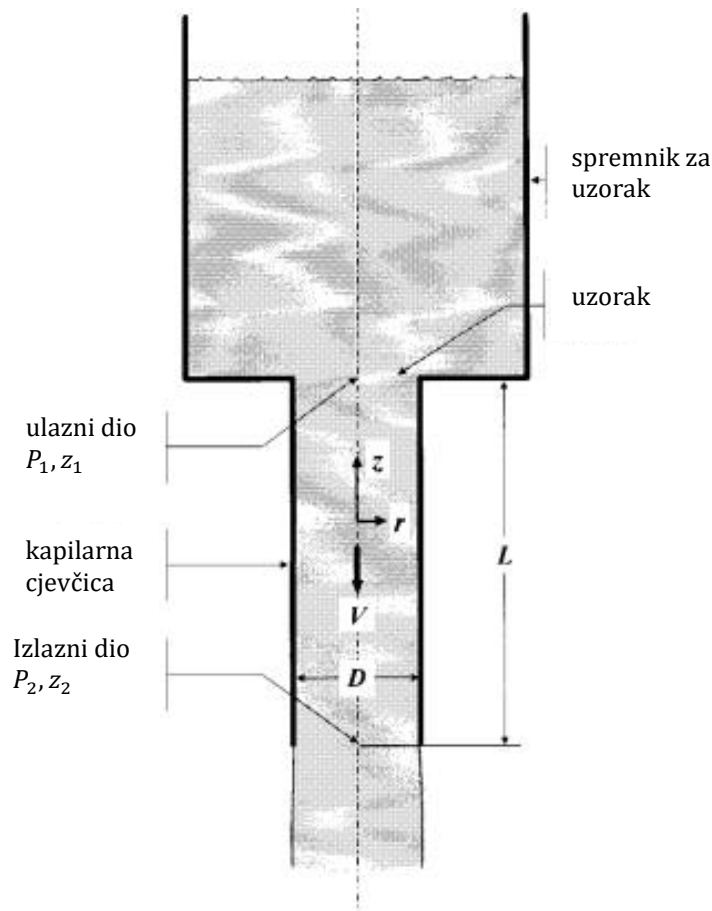 spremnik za
uzorak
uzorak
ulazni dio
P₁, z₁
z
r
kapilarna
cjevčica
L
V
Izlazni dio
P₂, z₂
D